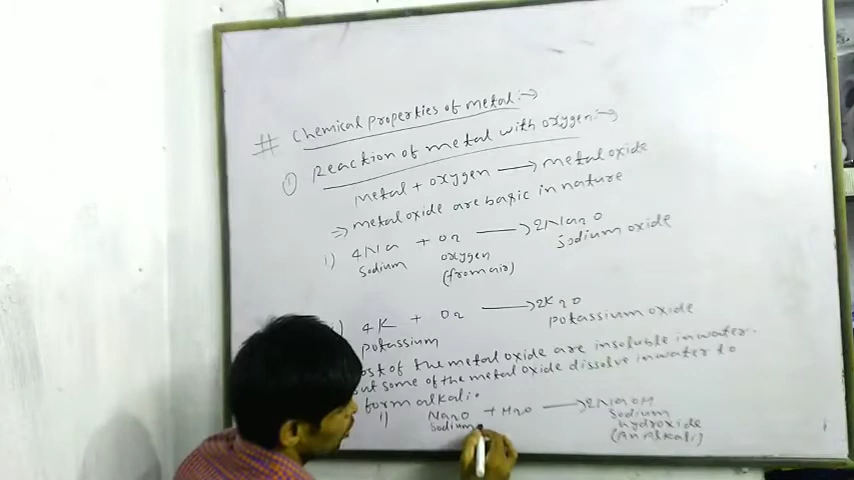 # Chemical properties of metal:→
① Reaction of metal with oxygen:→
Metal + oxygen → metal oxide
⇒ metal oxide are basic in nature
i) 4Na + O₂ → 2Na₂O
Sodium oxygen sodium oxide
(from air)
) 4K + O₂ → 2K₂O
Potassium potassium oxide
ost of the metal oxide are insoluble in water.
but some of the metal oxide dissolve in water to
form alkali.
i) Na₂O + H₂O → 2NaOH
Sodium Sodium
hydroxide
(An Alkali)